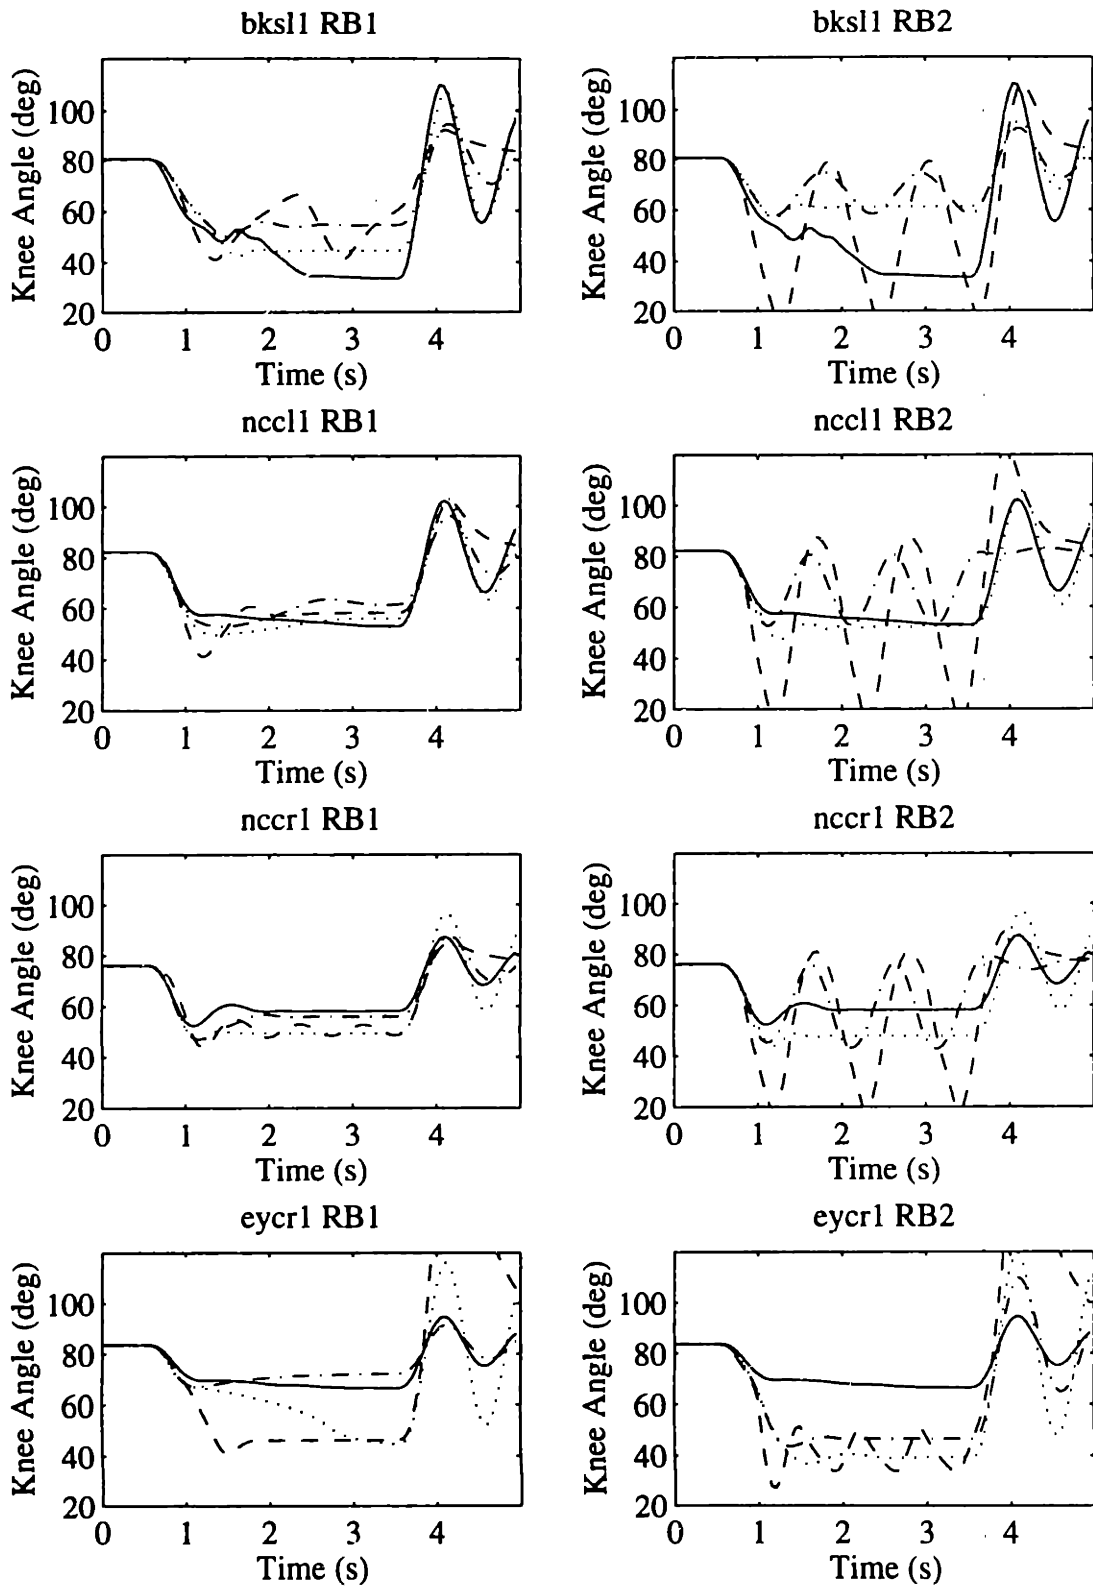 bksl1 RB1
bksl1 RB2
Knee Angle (deg)
100
80
60
40
20
0 1 2 3 4
Time (s)
Knee Angle (deg)
100
80
60
40
20
0 1 2 3 4
Time (s)
nccl1 RB1
nccl1 RB2
Knee Angle (deg)
100
80
60
40
20
0 1 2 3 4
Time (s)
Knee Angle (deg)
100
80
60
40
20
0 1 2 3 4
Time (s)
nccr1 RB1
nccr1 RB2
Knee Angle (deg)
100
80
60
40
20
0 1 2 3 4
Time (s)
Knee Angle (deg)
100
80
60
40
20
0 1 2 3 4
Time (s)
eycr1 RB1
eycr1 RB2
Knee Angle (deg)
100
80
60
40
20
0 1 2 3 4
Time (s)
Knee Angle (deg)
100
80
60
40
20
0 1 2 3 4
Time (s)